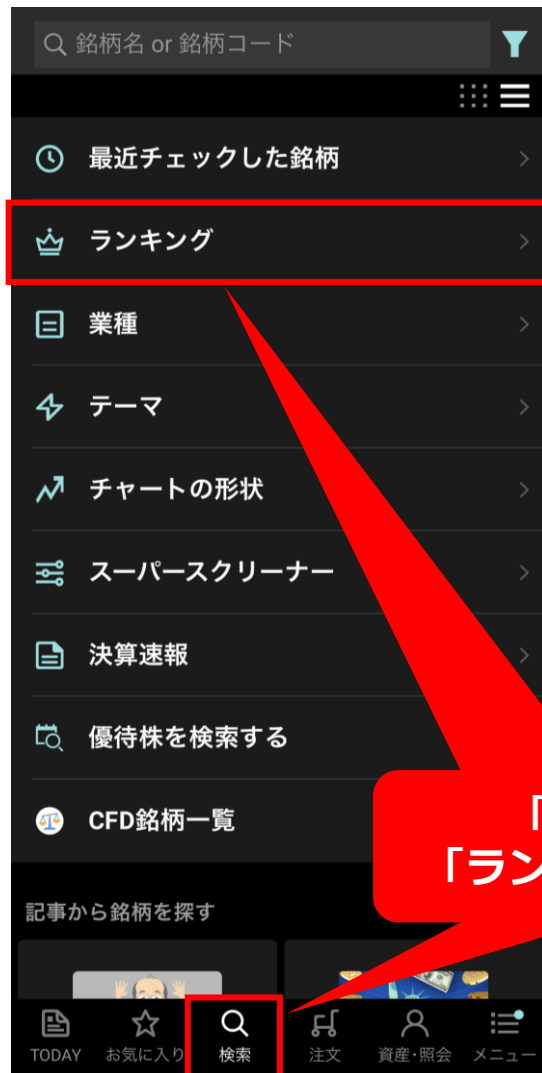 銘柄名 or 銘柄コード
最近チェックした銘柄
ランキング
業種
テーマ
チャートの形状
スーパースクリーナー
決算速報
優待株を検索する
CFD銘柄一覧
「
「ラン
記事から銘柄を探す
TODAY お気に入り 検索 注文 資産・照会 メニュー